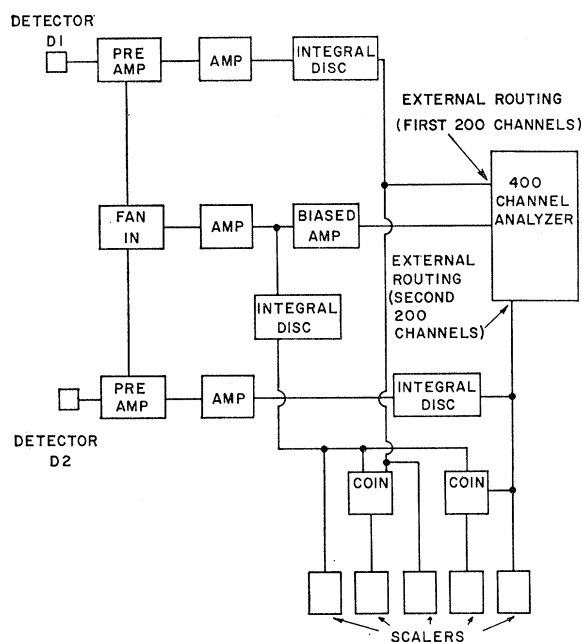 DETECTOR
D1
PRE
AMP
AMP
INTEGRAL
DISC
EXTERNAL ROUTING
(FIRST 200 CHANNELS)
400
CHANNEL
ANALYZER
FAN
IN
AMP
BIASED
AMP
EXTERNAL
ROUTING
(SECOND
200
CHANNELS)
INTEGRAL
DISC
PRE
AMP
AMP
INTEGRAL
DISC
DETECTOR
D2
COIN
COIN
SCALERS